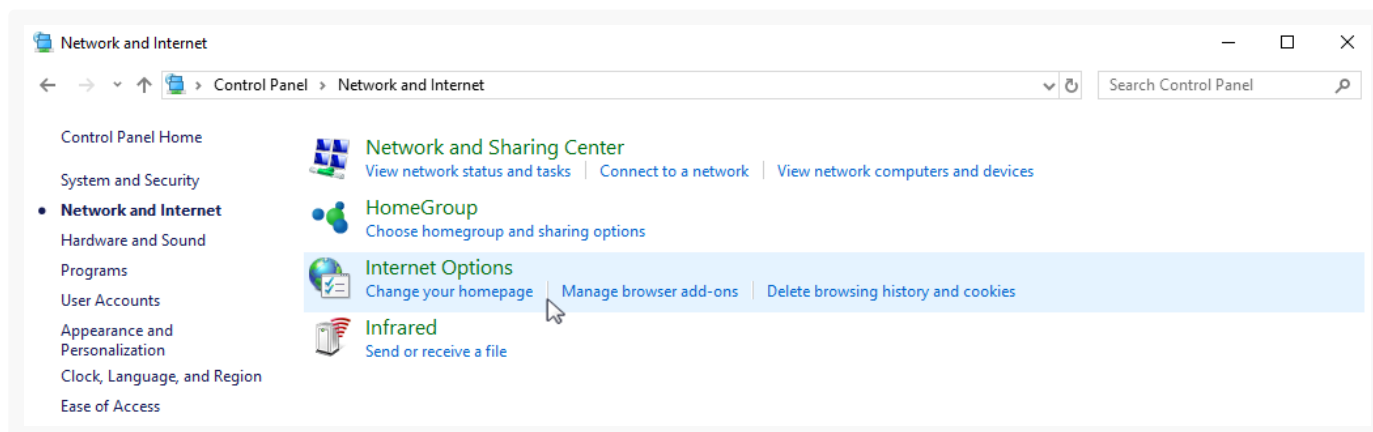 Network and Internet
Control Panel > Network and Internet
Search Control Panel
Control Panel Home
System and Security
Network and Internet
Hardware and Sound
Programs
User Accounts
Appearance and
Personalization
Clock, Language, and Region
Ease of Access
Network and Sharing Center
View network status and tasks | Connect to a network | View network computers and devices
HomeGroup
Choose homegroup and sharing options
Internet Options
Change your homepage | Manage browser add-ons | Delete browsing history and cookies
Infrared
Send or receive a file